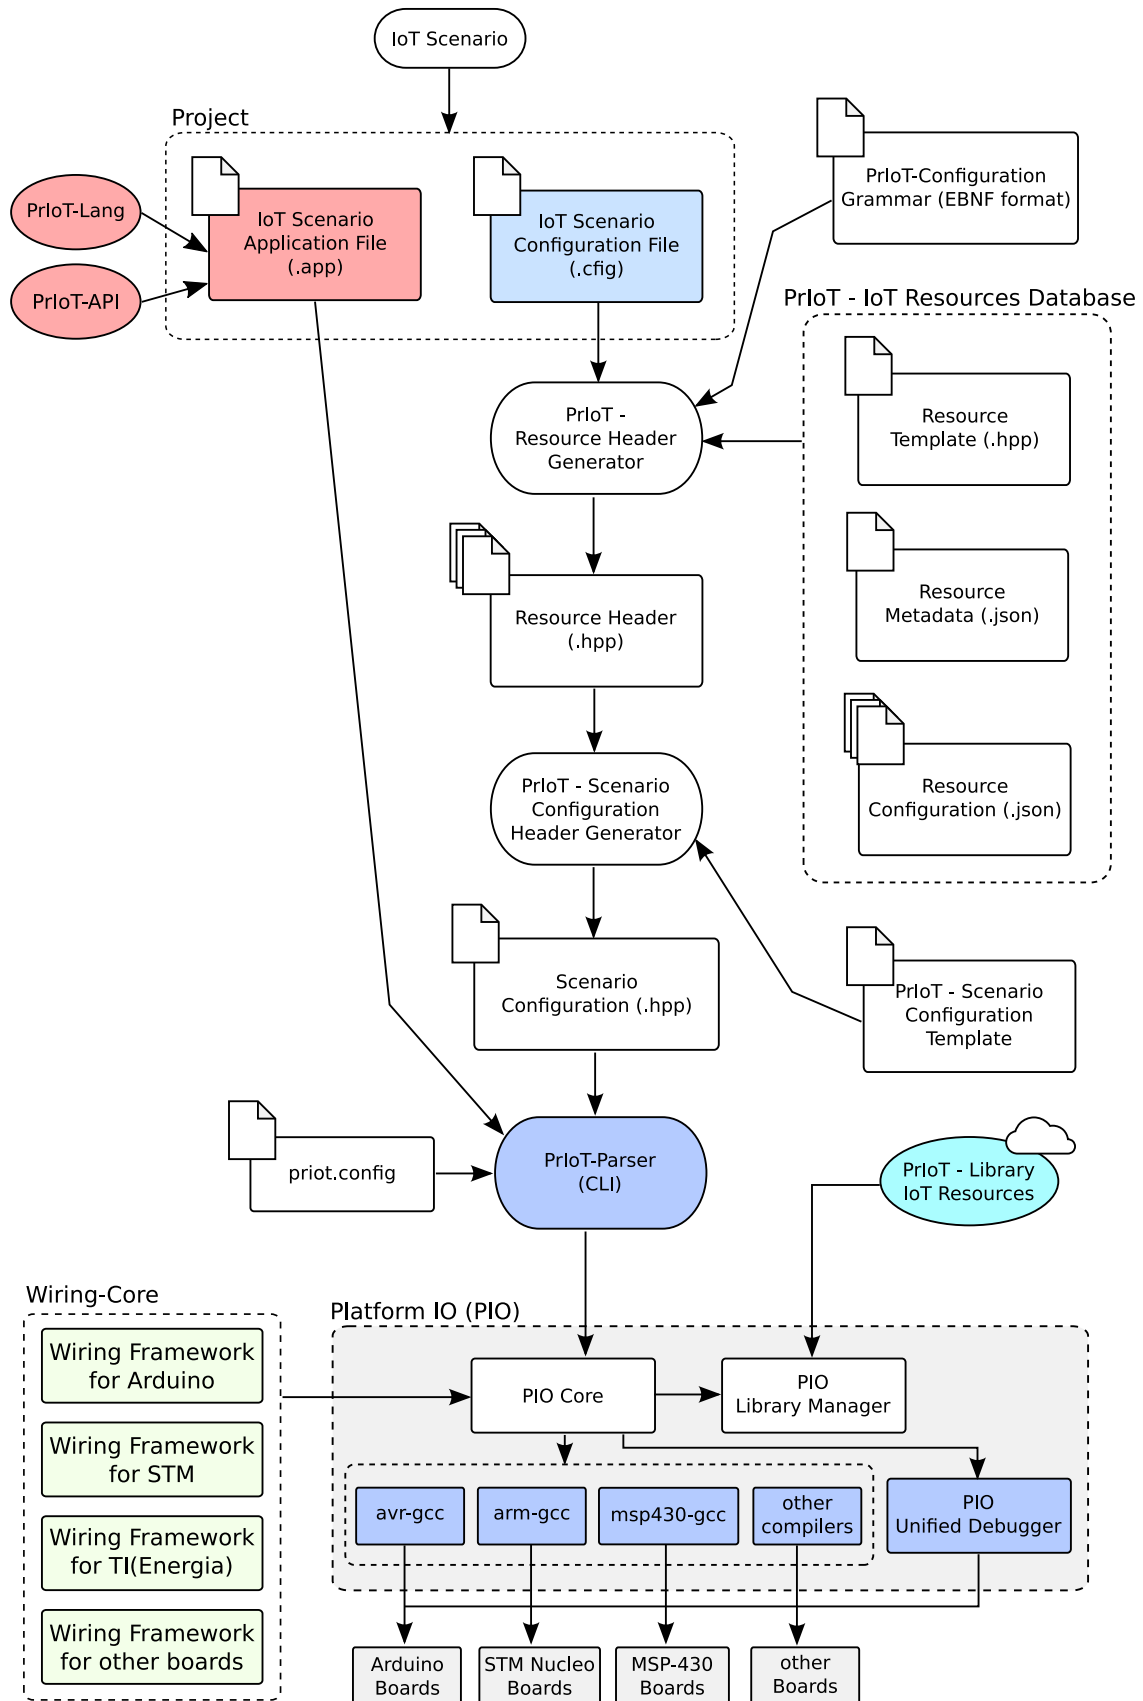 IoT Scenario
Project
PrIoT-Configuration
Grammar (EBNF format)
PrIoT-Lang
IoT Scenario
Application File
(.app)
IoT Scenario
Configuration File
(.cfig)
PrIoT-API
PrIoT - IoT Resources Database
PrIoT -
Resource Header
Generator
Resource
Template (.hpp)
Resource Header
(.hpp)
Resource
Metadata (.json)
PrIoT - Scenario
Configuration
Header Generator
Resource
Configuration (.json)
Scenario
Configuration (.hpp)
PrIoT - Scenario
Configuration
Template
priot.config
PrIoT-Parser
(CLI)
PrIoT - Library
IoT Resources
Wiring-Core
Wiring Framework
for Arduino
Wiring Framework
for STM
Wiring Framework
for TI(Energia)
Wiring Framework
for other boards
Platform IO (PIO)
PIO Core
PIO
Library Manager
avr-gcc
arm-gcc
msp430-gcc
other
compilers
PIO
Unified Debugger
Arduino
Boards
STM Nucleo
Boards
MSP-430
Boards
other
Boards